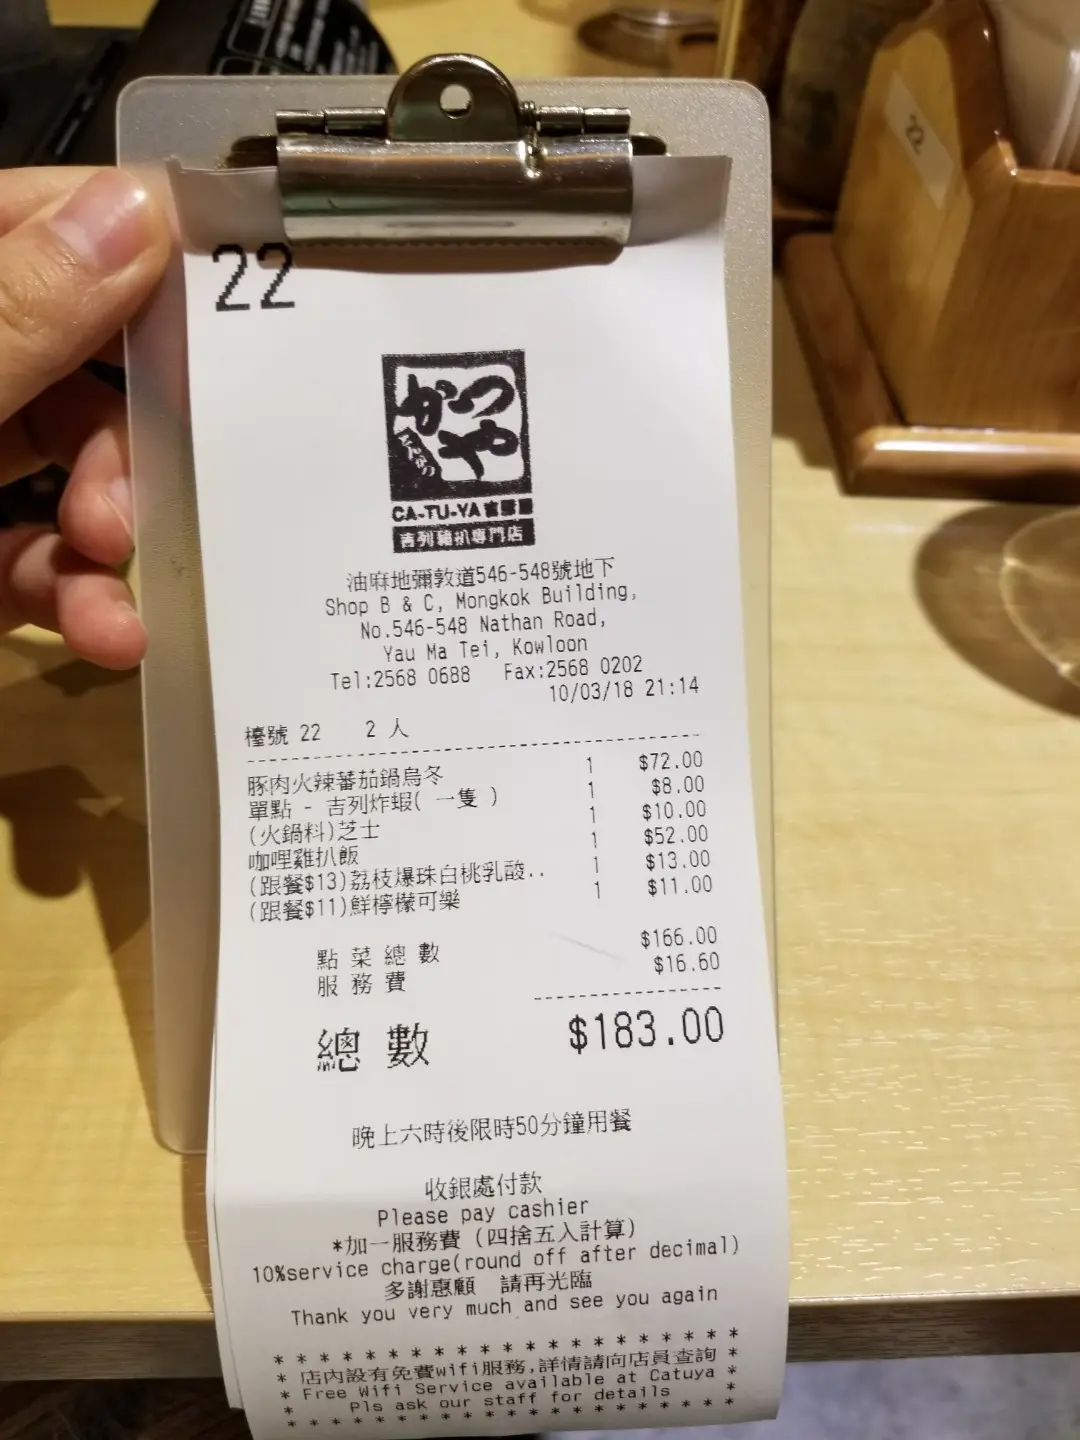 22
22
かつや
CA-TU-YA 吉豚屋
吉列豬扒專門店
油麻地彌敦道546-548號地下
Shop B & C, Mongkok Building,
No.546-548 Nathan Road,
Yau Ma Tei, Kowloon
Tel:2568 0688 Fax:2568 0202
10/03/18 21:14
檯號 22 2 人
豚肉火辣蕃茄鍋烏冬 1 $72.00
單點 - 吉列炸蝦( 一隻 ) 1 $8.00
(火鍋料)芝士 1 $10.00
咖哩雞扒飯 1 $52.00
(跟餐$13)荔枝爆珠白桃乳酸.. 1 $13.00
(跟餐$11)鮮檸檬可樂 1 $11.00
點 菜 總 數 $166.00
服 務 費 $16.60
總 數 $183.00
晚上六時後限時50分鐘用餐
收銀處付款
Please pay cashier
*加一服務費 (四捨五入計算)
10%service charge(round off after decimal)
多謝惠顧 請再光臨
Thank you very much and see you again
* * * * * * * * * * * * * * * *
* 店內設有免費wifi服務,詳情請向店員查詢 *
* Free Wifi Service available at Catuya *
* Pls ask our staff for details *
* * * * * * * * * * * * * * * *